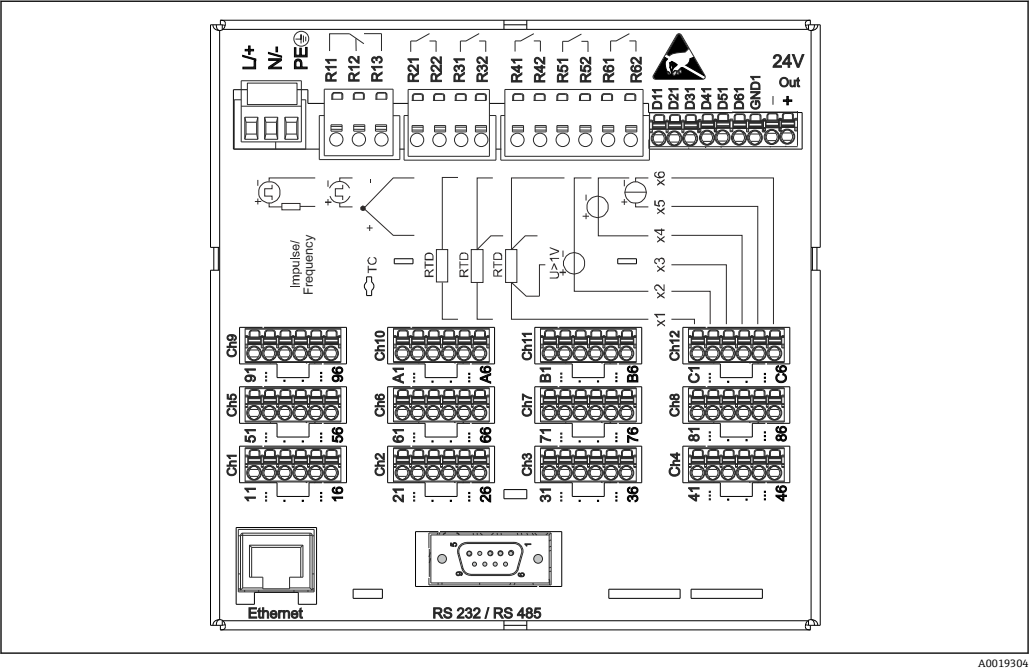 L/+ N/- PE
R11 R12 R13
R21 R22 R31 R32
R41 R42 R51 R52 R61 R62
24V
Out
D11 D21 D31 D41 D51 D61 GND1 - +
- + - + - +
Impulse/
Frequency
TC
RTD RTD RTD
U>1V
- + - + - +
x6
x5
x4
x3
x2
x1
Ch9 Ch10 Ch11 Ch12
91 ... 96 A1 ... A6 B1 ... B6 C1 ... C6
Ch5 Ch6 Ch7 Ch8
51 ... 56 61 ... 66 71 ... 76 81 ... 86
Ch1 Ch2 Ch3 Ch4
11 ... 16 21 ... 26 31 ... 36 41 ... 46
5 1
9 6
Ethernet
RS 232 / RS 485
A0019304